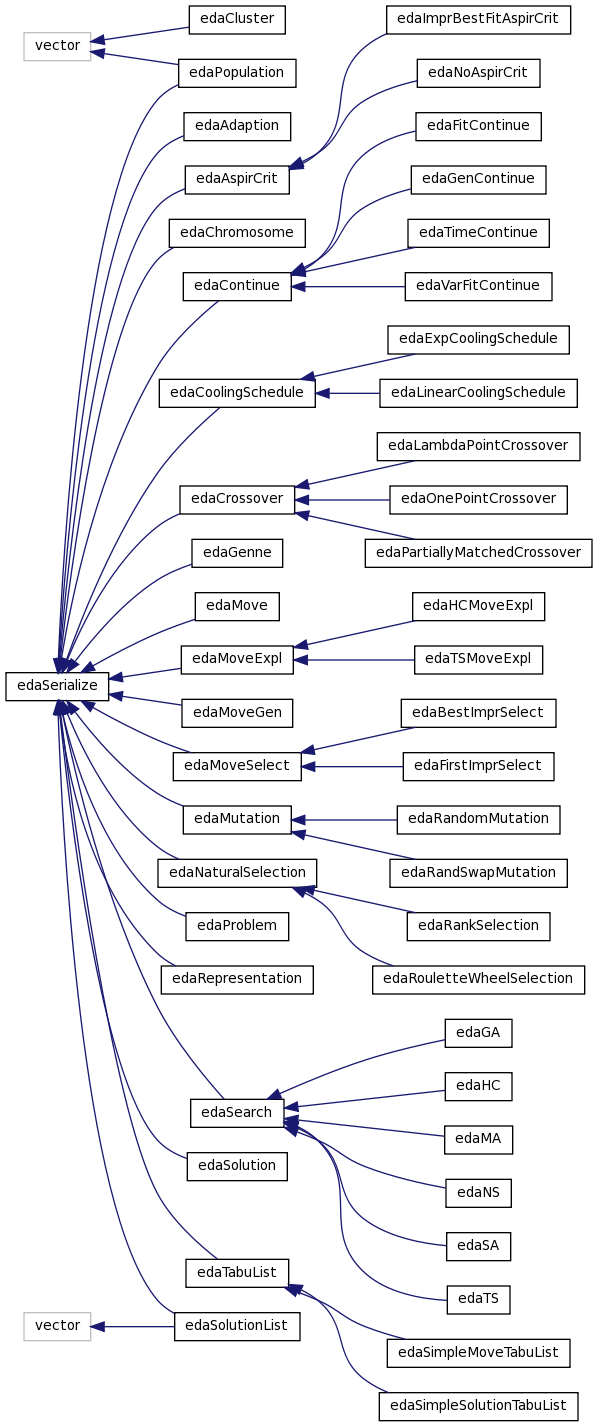 edaImprBestFitAspirCrit
edaCluster
vector
edaNoAspirCrit
edaPopulation
edaFitContinue
edaAdaption
edaGenContinue
edaAspirCrit
edaTimeContinue
edaChromosome
edaVarFitContinue
edaContinue
edaExpCoolingSchedule
edaCoolingSchedule
edaLinearCoolingSchedule
edaLambdaPointCrossover
edaCrossover
edaOnePointCrossover
edaGenne
edaPartiallyMatchedCrossover
edaMove
edaHCMoveExpl
edaMoveExpl
edaTSMoveExpl
edaSerialize
edaMoveGen
edaBestImprSelect
edaMoveSelect
edaFirstImprSelect
edaMutation
edaRandomMutation
edaNaturalSelection
edaRandSwapMutation
edaProblem
edaRankSelection
edaRepresentation
edaRouletteWheelSelection
edaGA
edaHC
edaSearch
edaMA
edaSolution
edaNS
edaSA
edaTabuList
edaTS
vector
edaSolutionList
edaSimpleMoveTabuList
edaSimpleSolutionTabuList